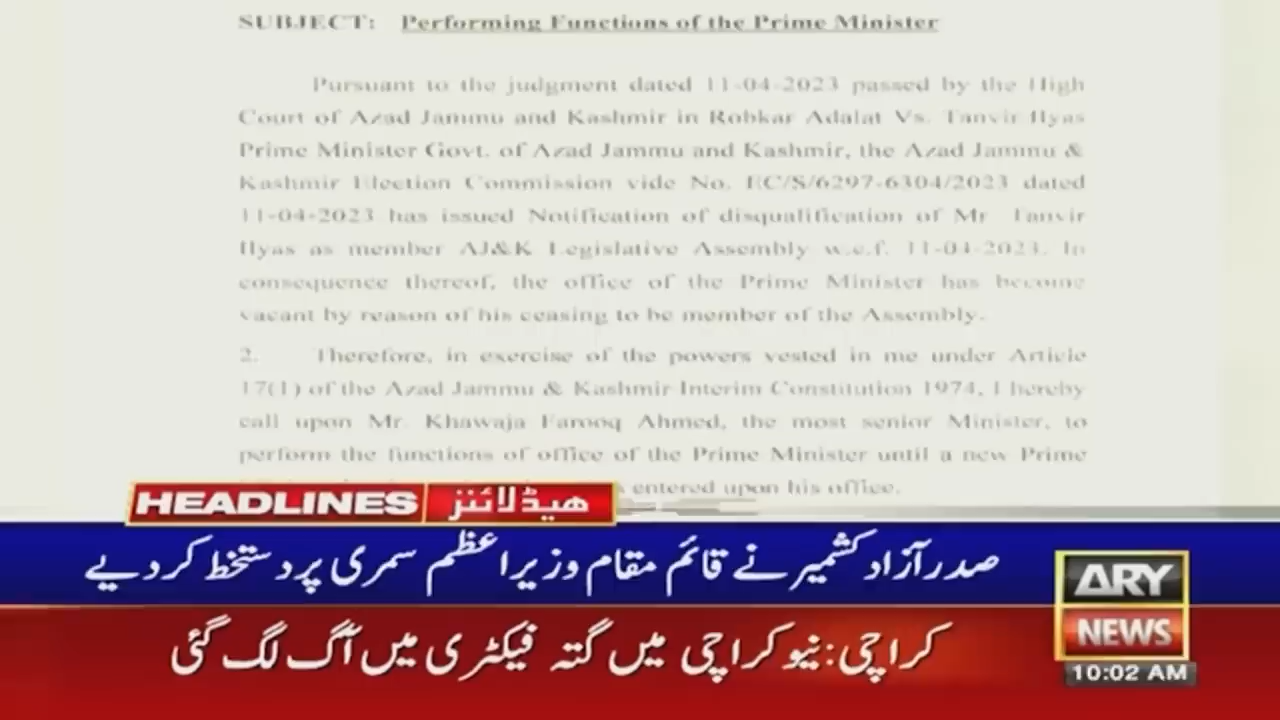 SUBJECT: Performing Functions of the Prime Minister
Pursuant to the judgment dated 11-04-2023 passed by the High
Court of Azad Jammu and Kashmir in Robkar Adalat Vs. Tanvir Ilyas
Prime Minister Govt. of Azad Jammu and Kashmir, the Azad Jammu &
Kashmir Election Commission vide No. EC/S/6297-6304/2023 dated
11-04-2023 has issued Notification of disqualification of Mr Tanvir
Ilyas as member AJ&K Legislative Assembly w.e.f. 11-04-2023. In
consequence thereof, the office of the Prime Minister has become
vacant by reason of his ceasing to be member of the Assembly.
2. Therefore, in exercise of the powers vested in me under Article
17(1) of the Azad Jammu & Kashmir Interim Constitution 1974, I hereby
call upon Mr. Khawaja Farooq Ahmed, the most senior Minister, to
perform the functions of office of the Prime Minister until a new Prime
entered upon his office.
HEADLINES ہیڈلائنز
صدر آزاد کشمیر نے قائم مقام وزیراعظم سمری پر دستخط کردیے
کراچی: نیو کراچی میں گتہ فیکٹری میں آگ لگ گئی
ARY
NEWS
10:02 AM